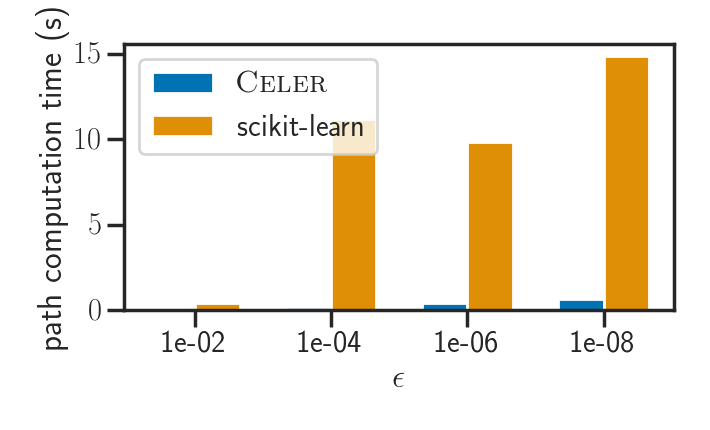 path computation time (s)
15
10
5
0
CELER
scikit-learn
1e-02 1e-04 1e-06 1e-08
ϵ